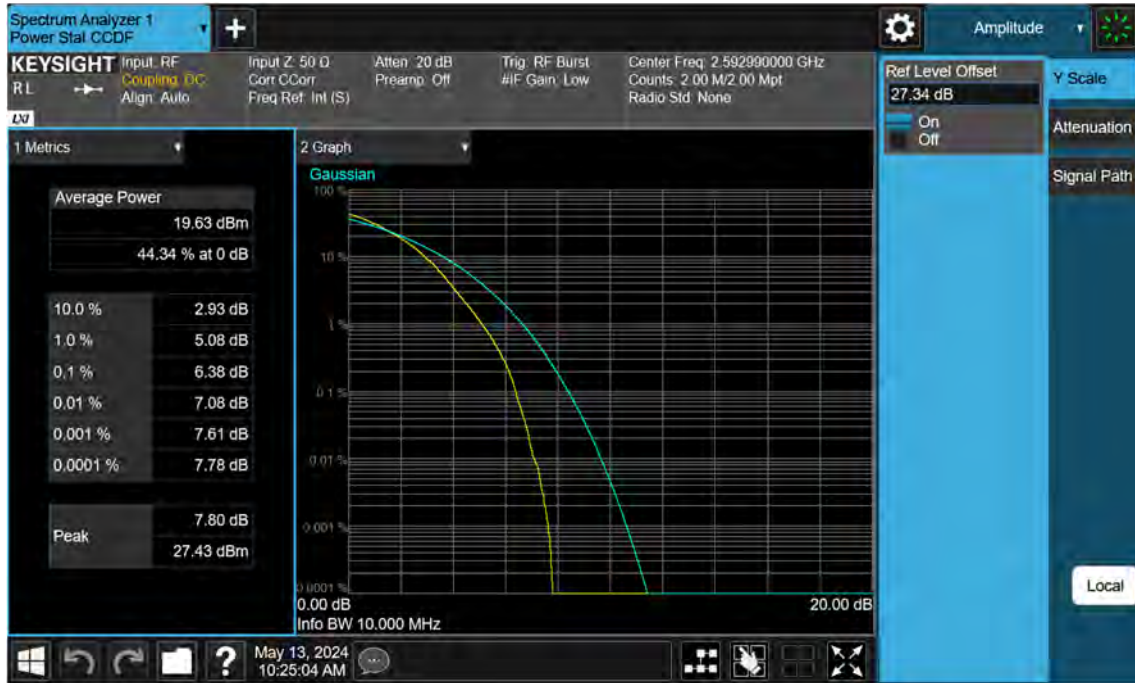 Spectrum Analyzer 1
Power Stat CCDF
+
Amplitude
KEYSIGHT
RL
LXI
Input: RF
Coupling: DC
Align: Auto
Input Z: 50 Ω
Corr CCorr
Freq Ref: Int (S)
Atten: 20 dB
Preamp: Off
Trig: RF Burst
#IF Gain: Low
Center Freq: 2.592990000 GHz
Counts: 2.00 M/2.00 Mpt
Radio Std: None
Ref Level Offset
27.34 dB
On
Off
Y Scale
Attenuation
Signal Path
1 Metrics
Average Power
19.63 dBm
44.34 % at 0 dB
10.0 % 2.93 dB
1.0 % 5.08 dB
0.1 % 6.38 dB
0.01 % 7.08 dB
0.001 % 7.61 dB
0.0001 % 7.78 dB
Peak
7.80 dB
27.43 dBm
2 Graph
Gaussian
100 %
10 %
1 %
0.1 %
0.01 %
0.001 %
0.0001 %
0.00 dB 20.00 dB
Info BW 10.000 MHz
Local
?
May 13, 2024
10:25:04 AM